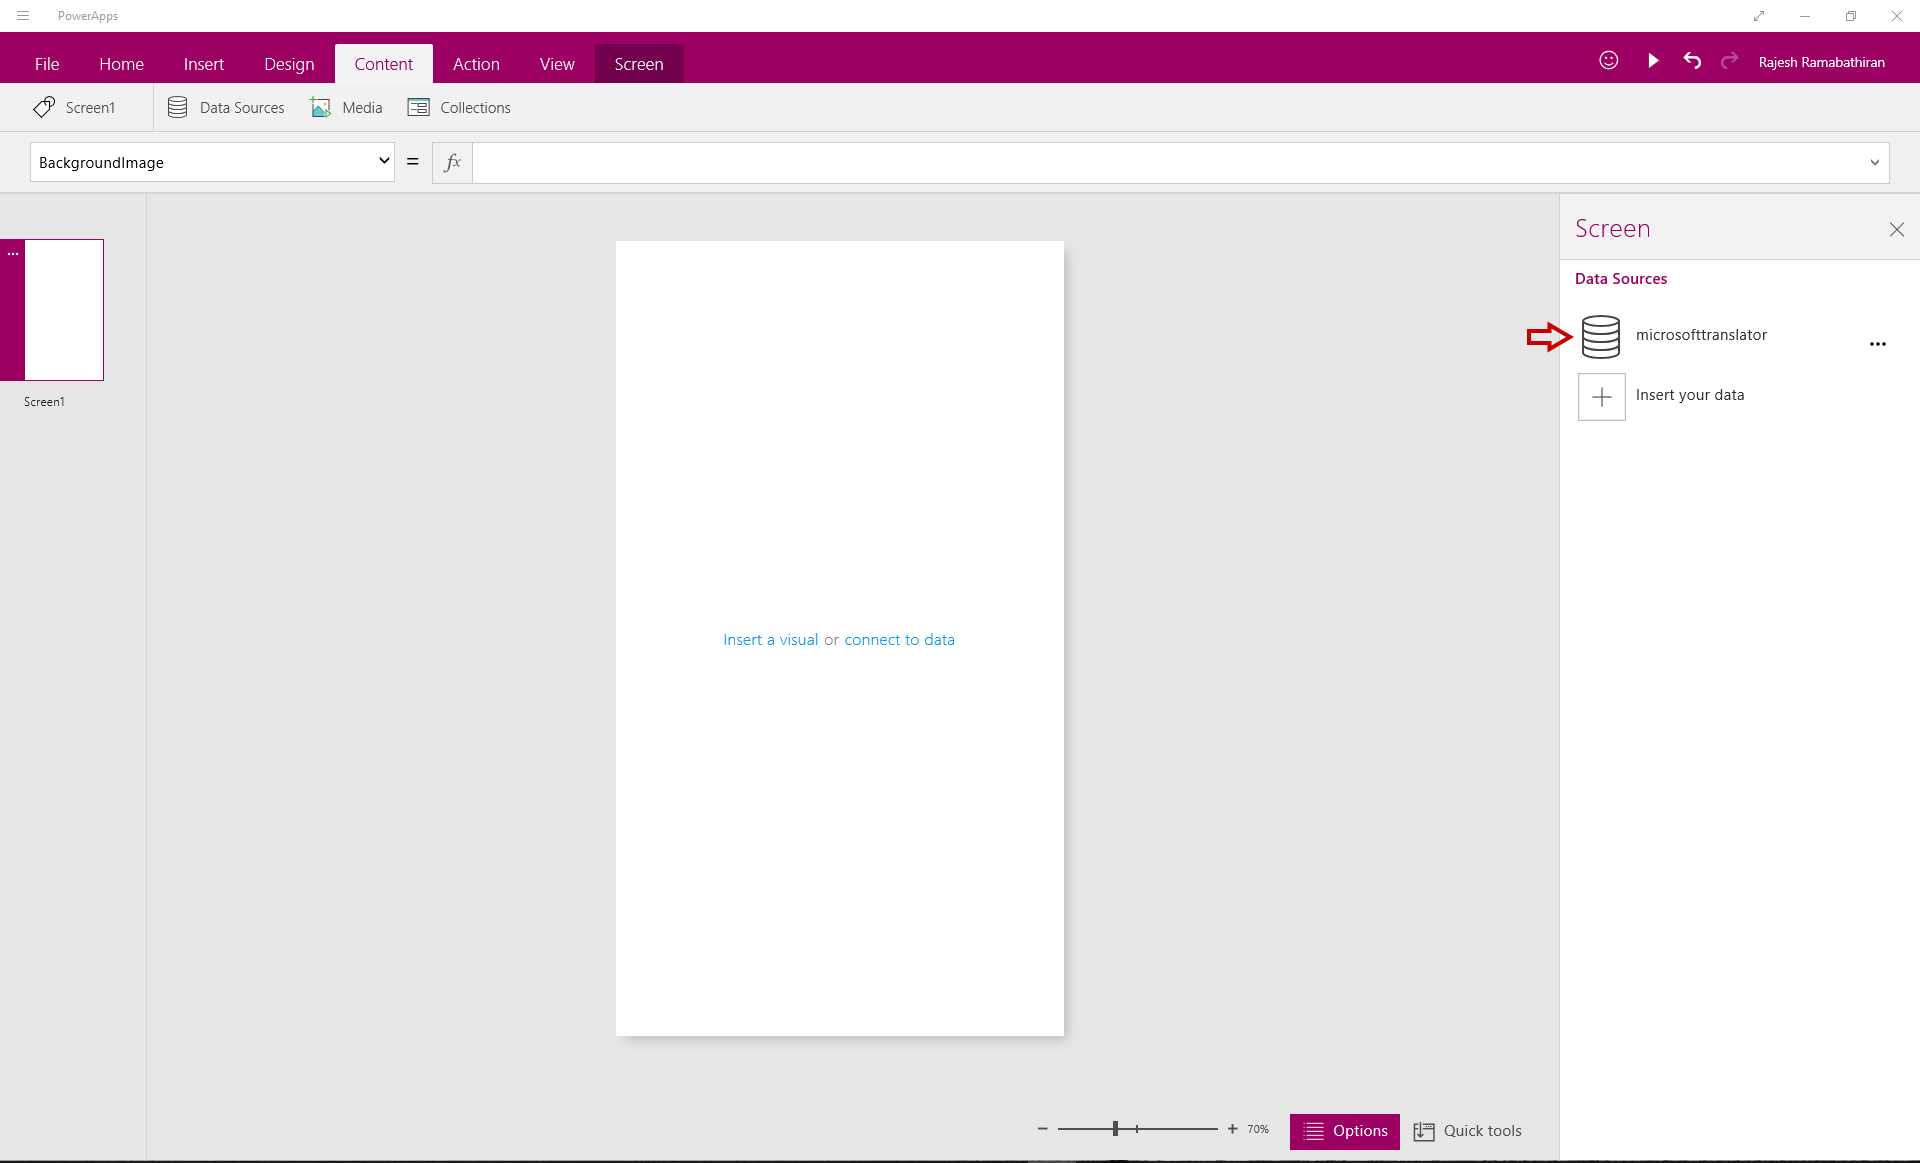 PowerApps
File Home Insert Design Content Action View Screen Rajesh Ramabathiran
Screen1 Data Sources Media Collections
BackgroundImage = fx
Screen
Data Sources
microsofttranslator
Insert your data
Screen1
Insert a visual or connect to data
70% Options Quick tools